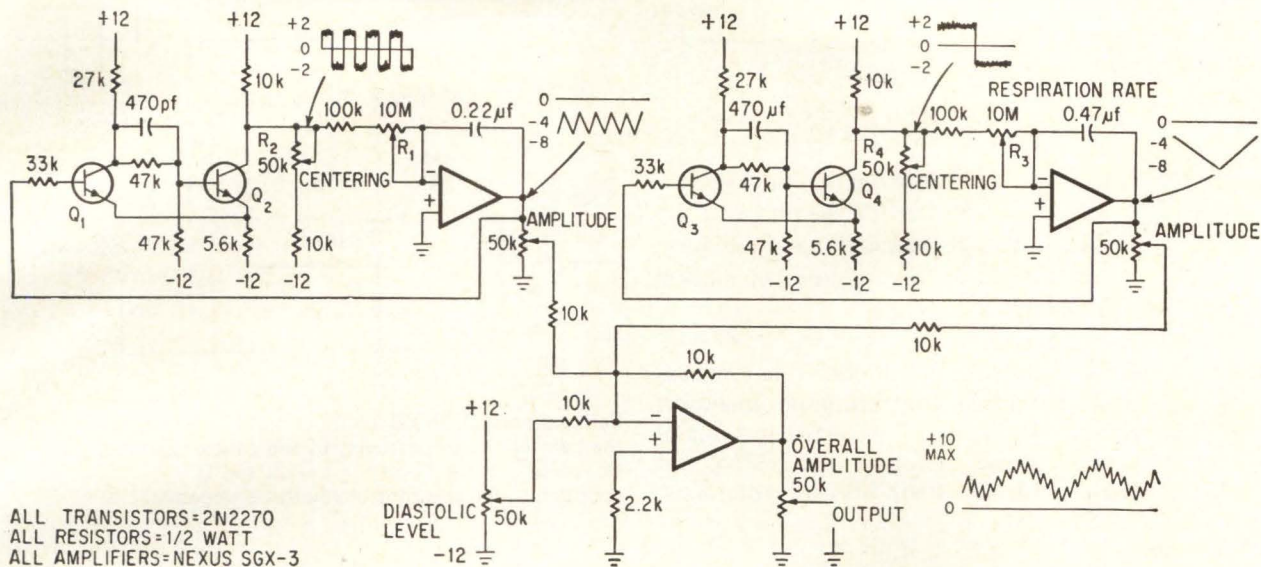 +12
+12
+2
0
-2
27k
10k
470pf
100k
10M
0.22µf
0
-4
-8
R2
50k
R1
33k
47k
CENTERING
Q1
Q2
-
+
AMPLITUDE
50k
47k
5.6k
10k
-12
-12
-12
+12
+12
+2
0
-2
27k
10k
RESPIRATION RATE
470 µf
100k
10M
0.47µf
0
-4
-8
R4
50k
R3
33k
47k
CENTERING
Q3
Q4
-
+
AMPLITUDE
50k
47k
5.6k
10k
-12
-12
-12
10k
10k
10k
+12
10k
-
+
OVERALL
AMPLITUDE
50k
+10
MAX
0
DIASTOLIC
LEVEL
50k
-12
2.2k
OUTPUT
ALL TRANSISTORS=2N2270
ALL RESISTORS=1/2 WATT
ALL AMPLIFIERS=NEXUS SGX-3